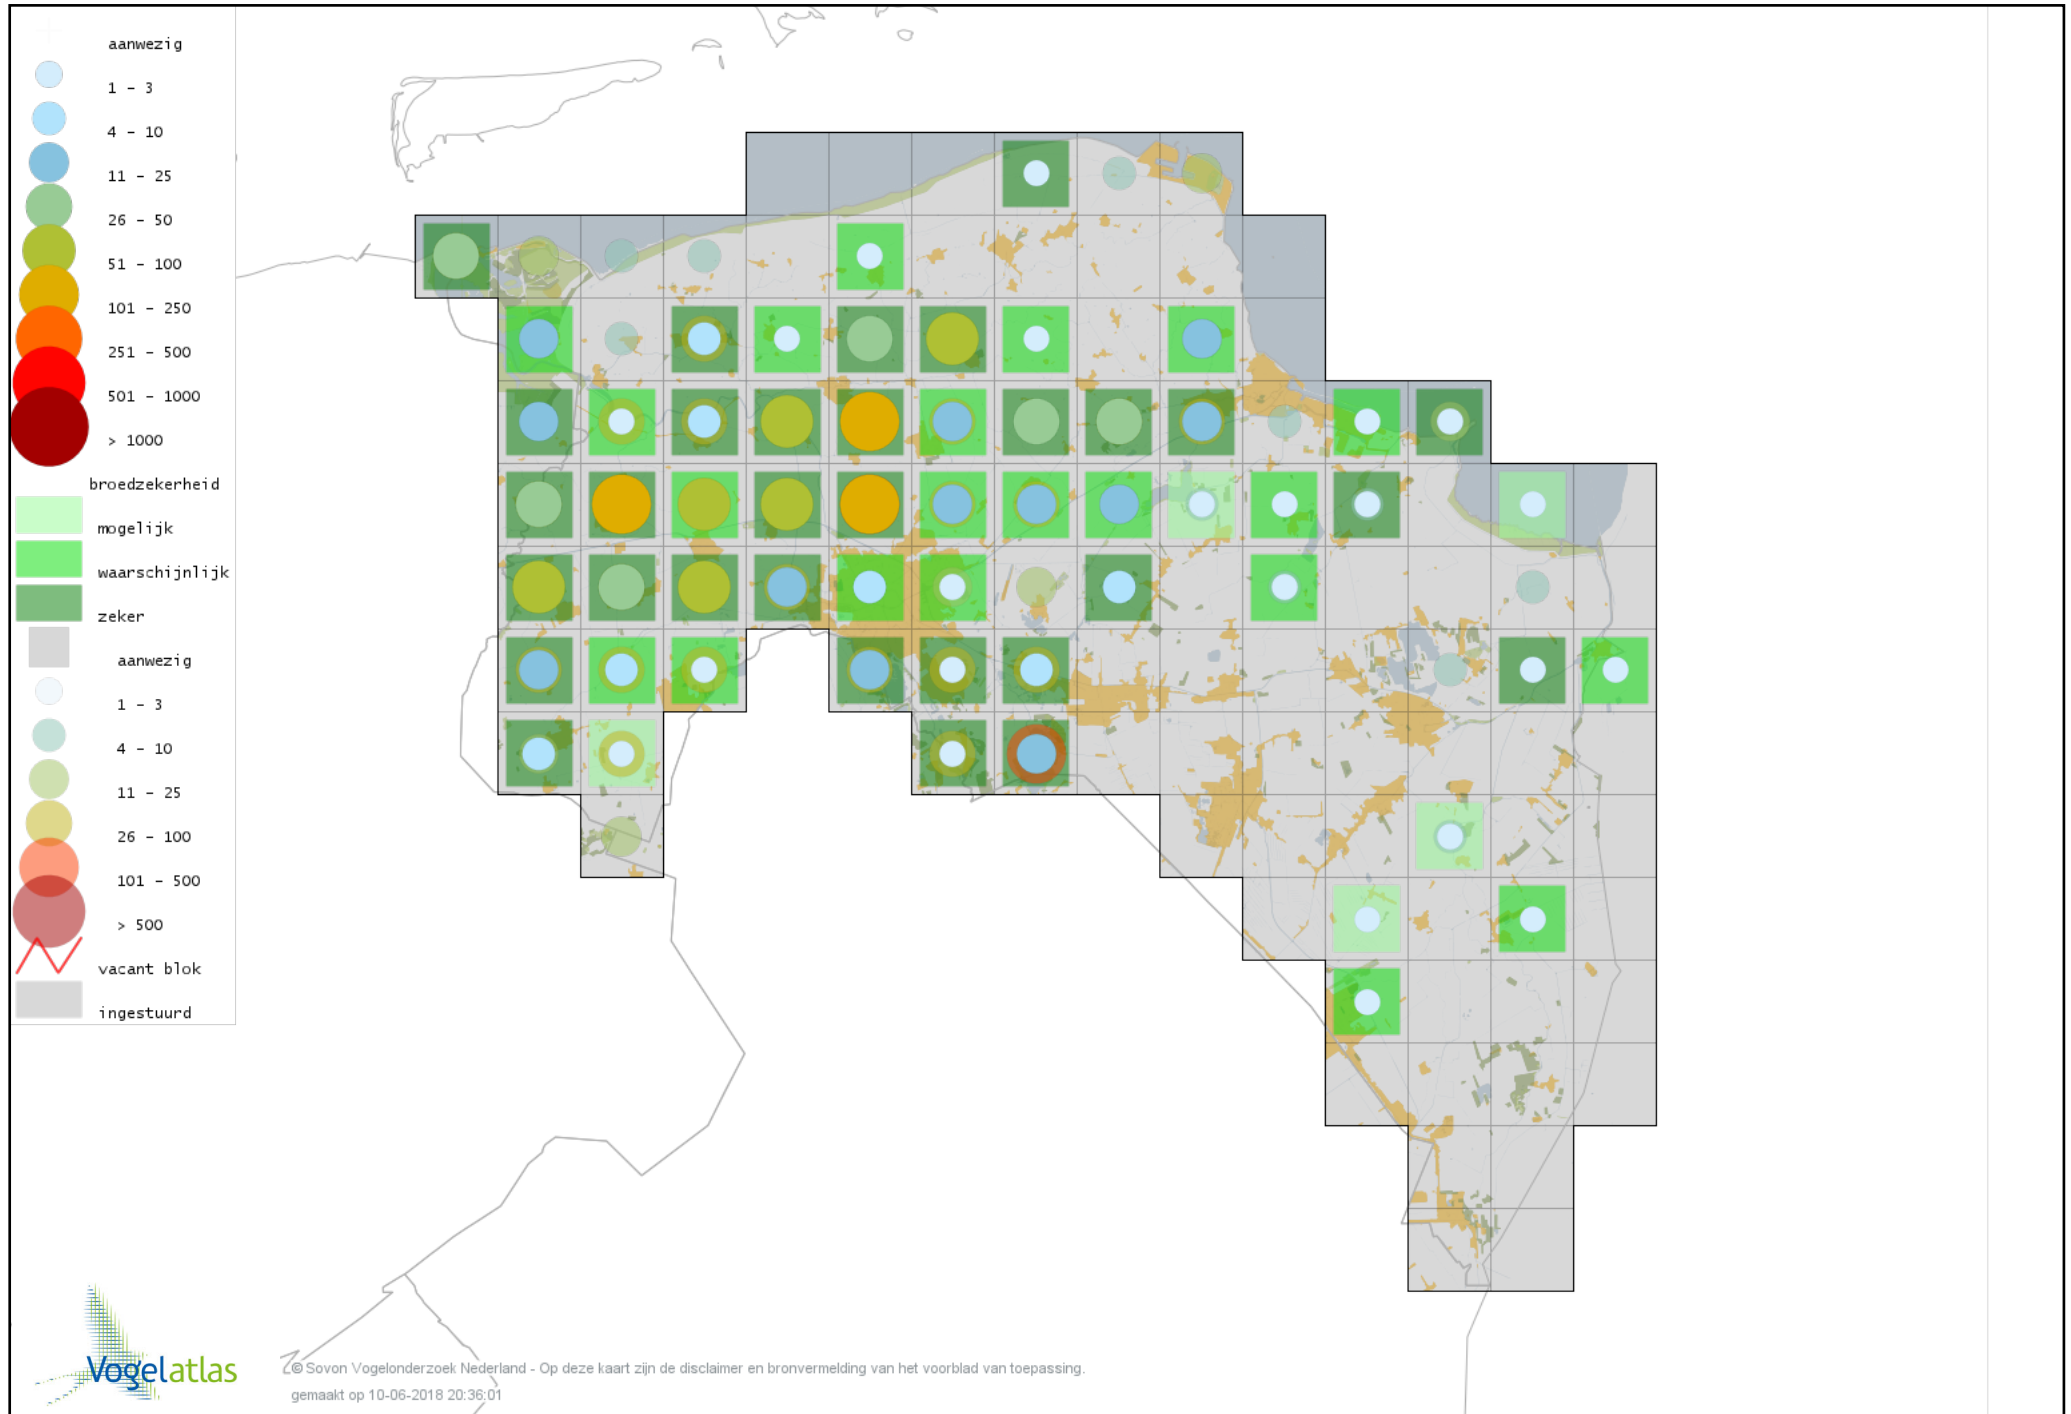 aanwezig
1 - 3
4 - 10
11 - 25
26 - 50
51 - 100
101 - 250
251 - 500
501 - 1000
> 1000
broedzekerheid
mogelijk
waarschijnlijk
zeker
aanwezig
1 - 3
4 - 10
11 - 25
26 - 100
101 - 500
> 500
vacant blok
ingestuurd
Vogelatlas
© Sovon Vogelonderzoek Nederland - Op deze kaart zijn de disclaimer en bronvermelding van het voorblad van toepassing.
gemaakt op 10-06-2018 20:36:01